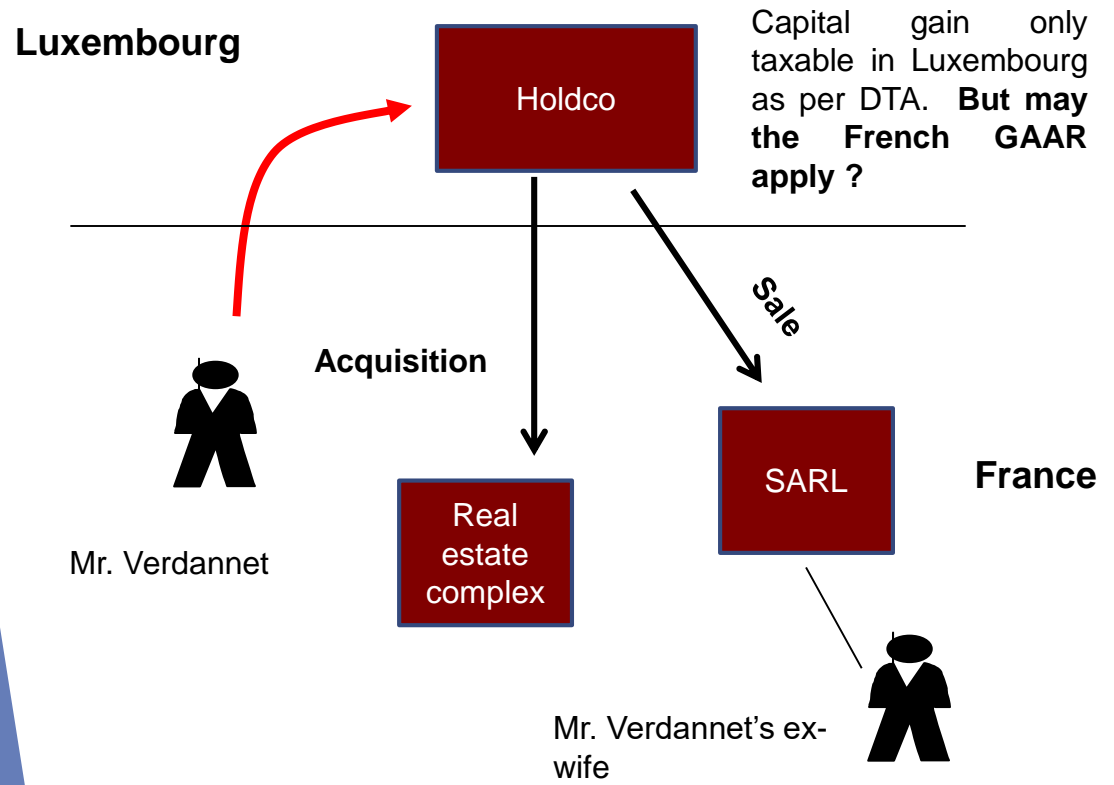 Luxembourg
Holdco
Capital gain only
taxable in Luxembourg
as per DTA. But may
the French GAAR
apply ?
Sale
Acquisition
Mr. Verdannet
Real
estate
complex
SARL
France
Mr. Verdannet's ex-
wife